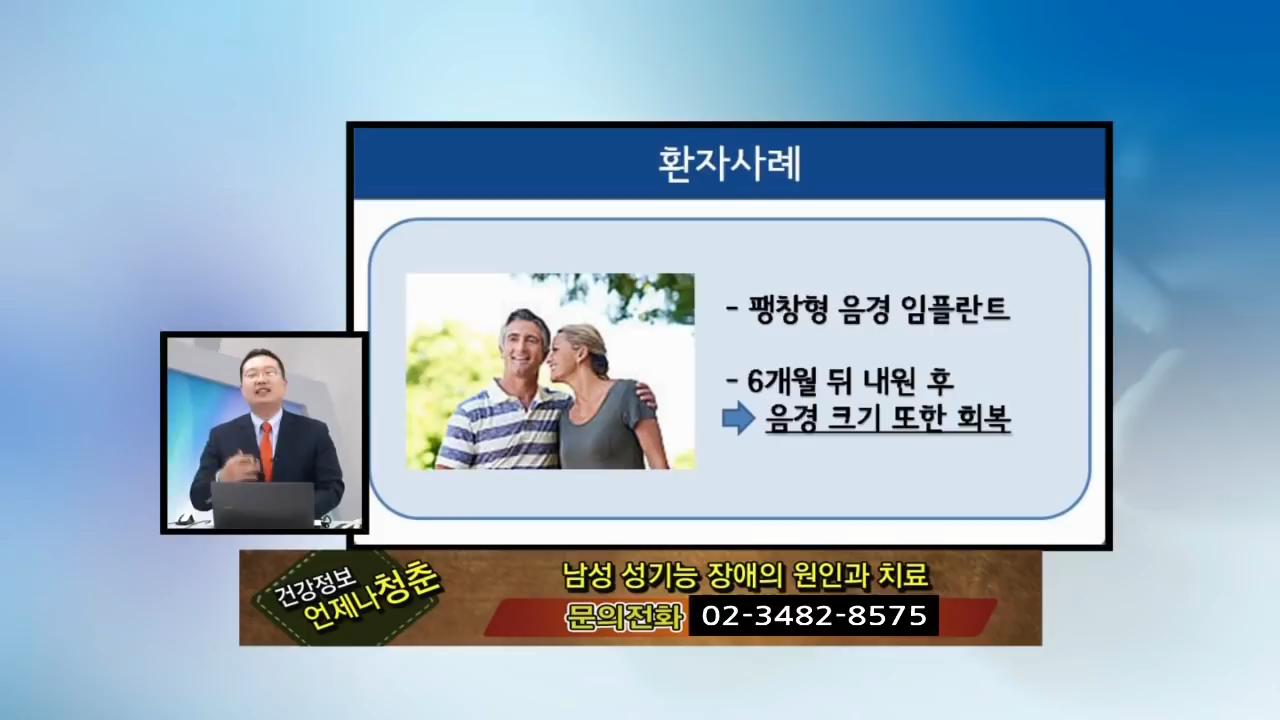 환자사례
- 팽창형 음경 임플란트
- 6개월 뒤 내원 후
음경 크기 또한 회복
건강정보
언제나청춘
남성 성기능 장애의 원인과 치료
문의전화 02-3482-8575